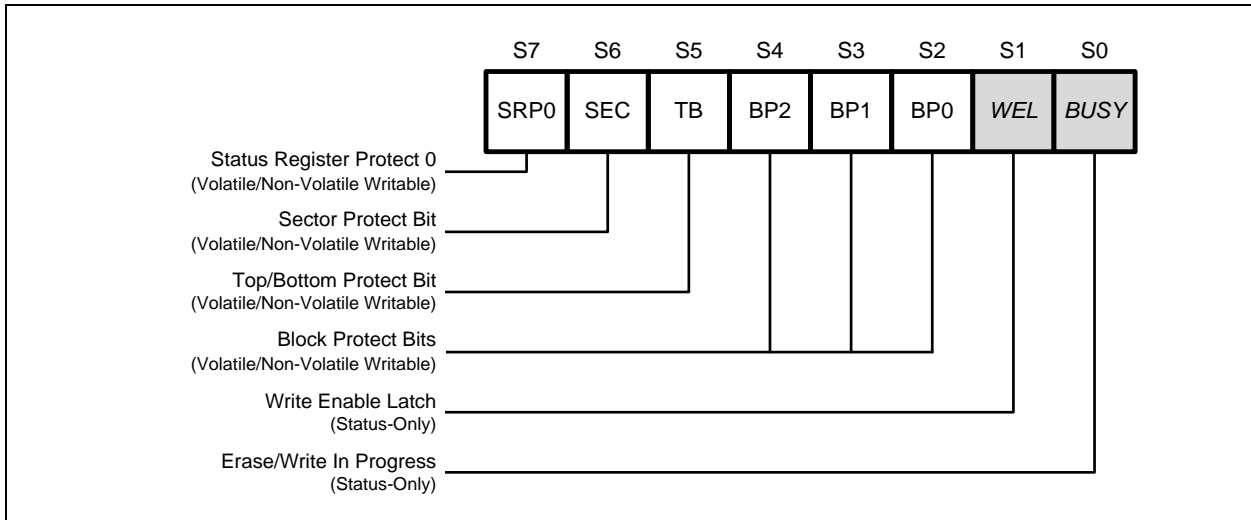 S7 S6 S5 S4 S3 S2 S1 S0
SRP0 SEC TB BP2 BP1 BP0 WEL BUSY
Status Register Protect 0
(Volatile/Non-Volatile Writable)
Sector Protect Bit
(Volatile/Non-Volatile Writable)
Top/Bottom Protect Bit
(Volatile/Non-Volatile Writable)
Block Protect Bits
(Volatile/Non-Volatile Writable)
Write Enable Latch
(Status-Only)
Erase/Write In Progress
(Status-Only)